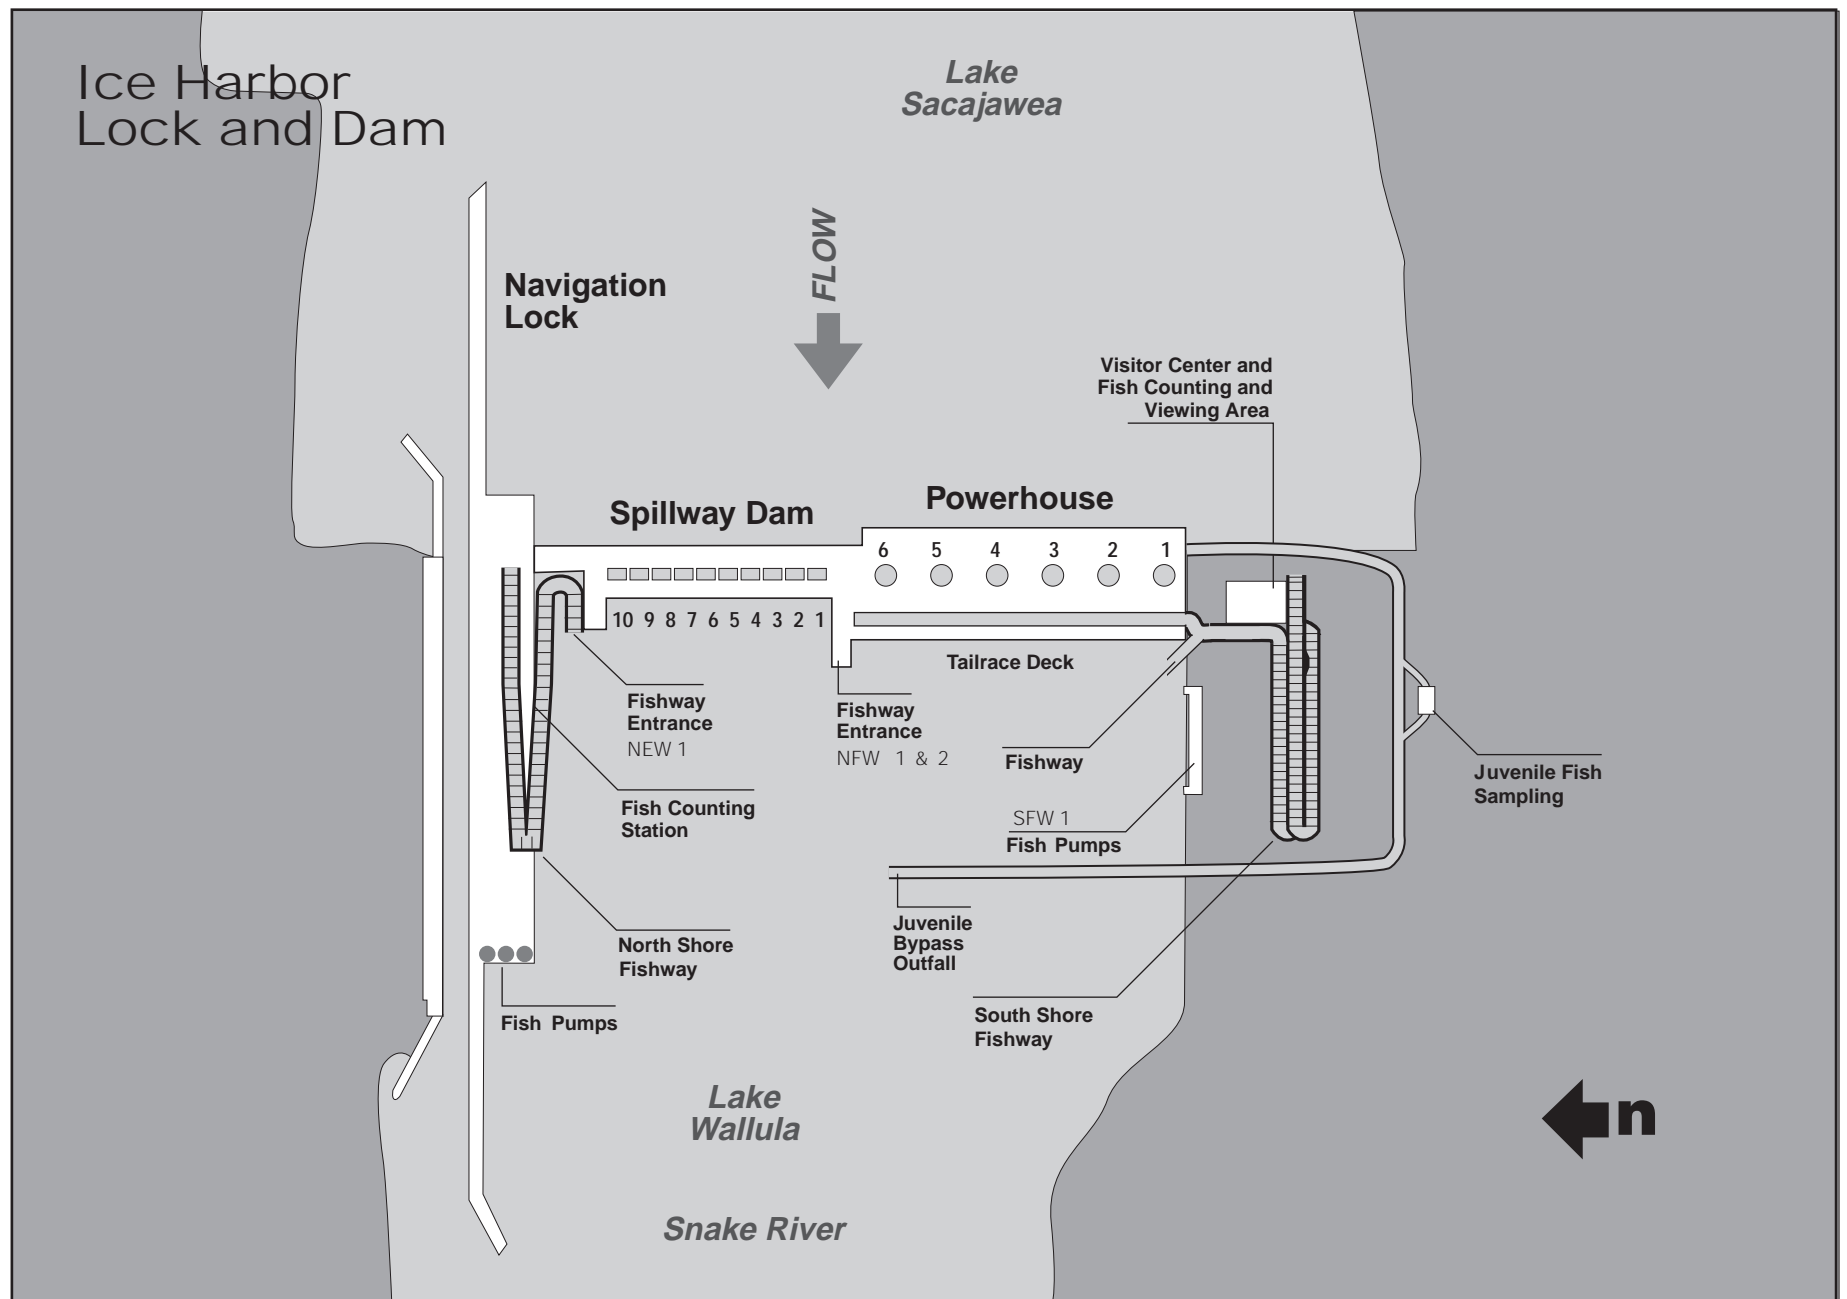 Ice Harbor
Lock and Dam
Lake
Sacajawea
FLOW
Navigation
Lock
Visitor Center and
Fish Counting and
Viewing Area
Spillway Dam
Powerhouse
6 5 4 3 2 1
10 9 8 7 6 5 4 3 2 1
Tailrace Deck
Fishway
Entrance
NEW 1
Fishway
Entrance
NFW 1 & 2
Fishway
Fish Counting
Station
SFW 1
Fish Pumps
Juvenile Fish
Sampling
North Shore
Fishway
Juvenile
Bypass
Outfall
Fish Pumps
South Shore
Fishway
Lake
Wallula
n
Snake River